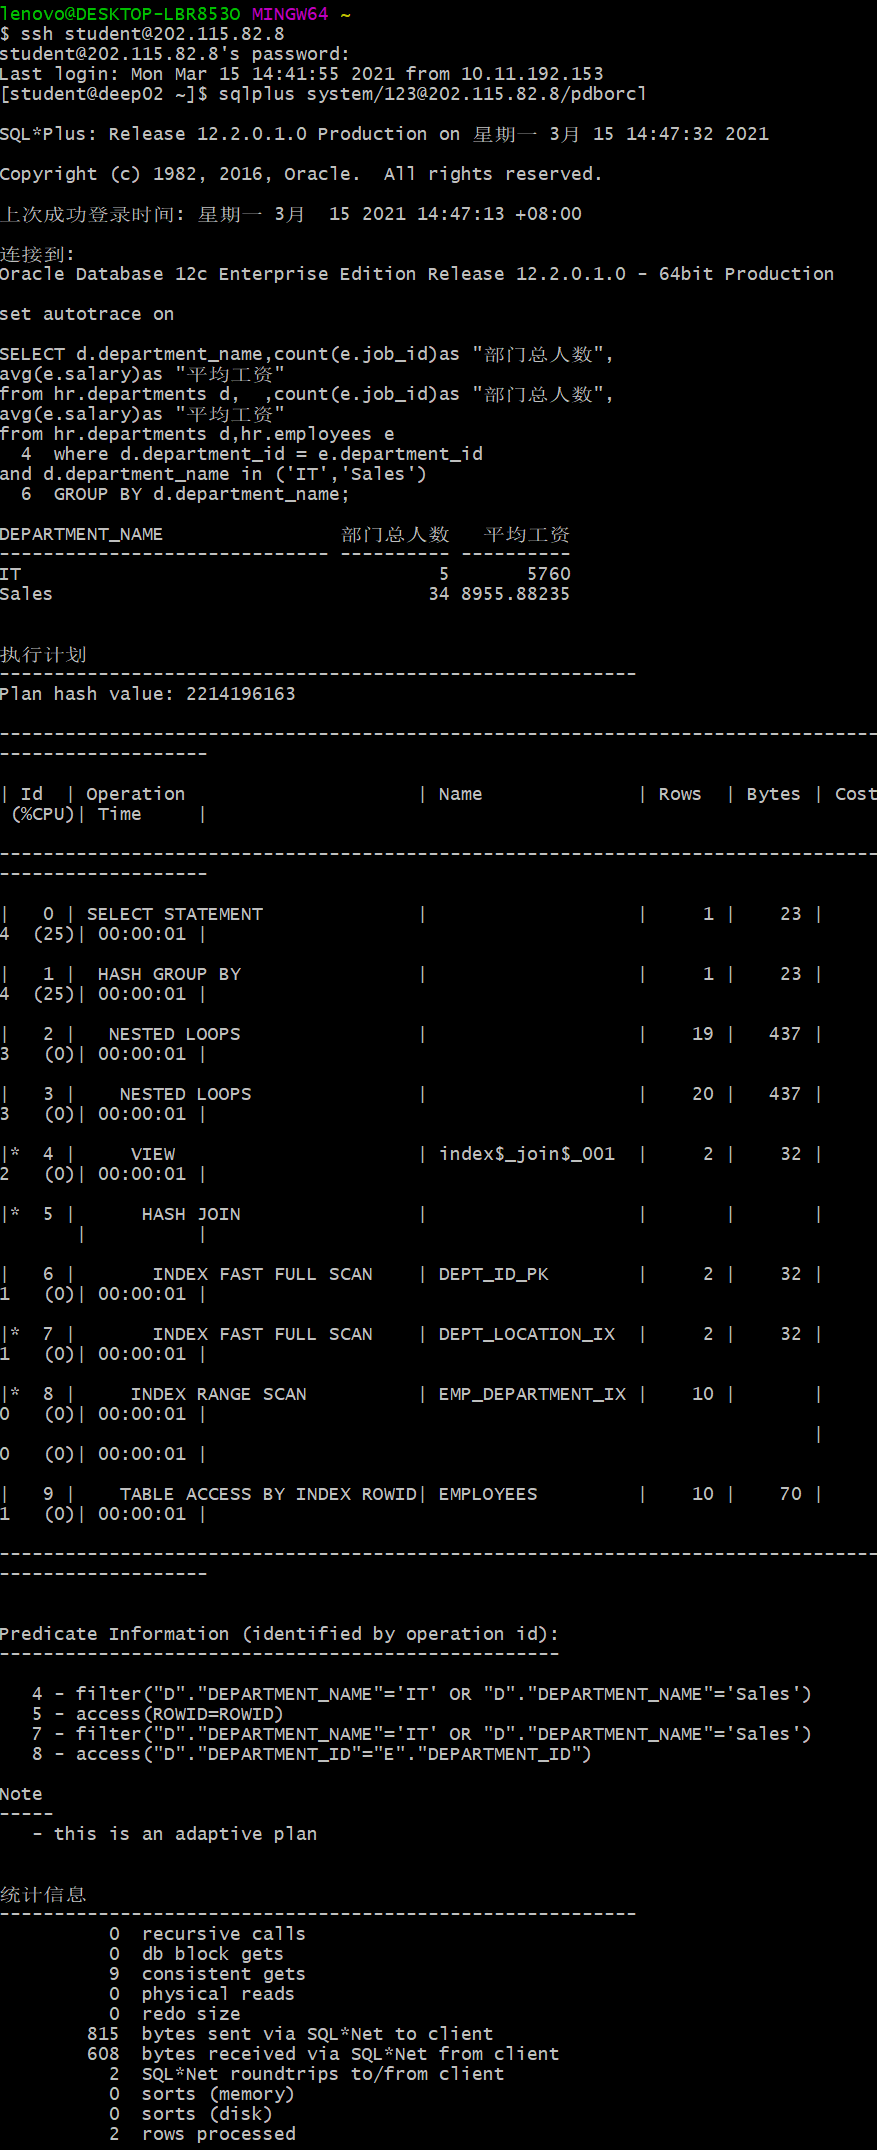 lenovo@DESKTOP-LBR853O MINGW64 ~
$ ssh student@202.115.82.8
student@202.115.82.8's password:
Last login: Mon Mar 15 14:41:55 2021 from 10.11.192.153
[student@deep02 ~]$ sqlplus system/123@202.115.82.8/pdborcl

SQL*Plus: Release 12.2.0.1.0 Production on 星期一 3月 15 14:47:32 2021

Copyright (c) 1982, 2016, Oracle.  All rights reserved.

上次成功登录时间: 星期一 3月  15 2021 14:47:13 +08:00

连接到:
Oracle Database 12c Enterprise Edition Release 12.2.0.1.0 - 64bit Production

set autotrace on

SELECT d.department_name,count(e.job_id)as "部门总人数",
avg(e.salary)as "平均工资"
from hr.departments d,  ,count(e.job_id)as "部门总人数",
avg(e.salary)as "平均工资"
from hr.departments d,hr.employees e
  4  where d.department_id = e.department_id
and d.department_name in ('IT','Sales')
  6  GROUP BY d.department_name;

DEPARTMENT_NAME                部门总人数   平均工资
------------------------------ ---------- ----------
IT                                      5       5760
Sales                                  34 8955.88235


执行计划
----------------------------------------------------------
Plan hash value: 2214196163

--------------------------------------------------------------------------------
-------------------

| Id  | Operation                     | Name              | Rows  | Bytes | Cost
 (%CPU)| Time     |

--------------------------------------------------------------------------------
-------------------

|   0 | SELECT STATEMENT              |                   |     1 |    23 |
4  (25)| 00:00:01 |

|   1 |  HASH GROUP BY                |                   |     1 |    23 |
4  (25)| 00:00:01 |

|   2 |   NESTED LOOPS                |                   |    19 |   437 |
3   (0)| 00:00:01 |

|   3 |    NESTED LOOPS               |                   |    20 |   437 |
3   (0)| 00:00:01 |

|*  4 |     VIEW                      | index$_join$_001  |     2 |    32 |
2   (0)| 00:00:01 |

|*  5 |      HASH JOIN                |                   |       |       |
       |          |

|   6 |       INDEX FAST FULL SCAN    | DEPT_ID_PK        |     2 |    32 |
1   (0)| 00:00:01 |

|*  7 |       INDEX FAST FULL SCAN    | DEPT_LOCATION_IX  |     2 |    32 |
1   (0)| 00:00:01 |

|*  8 |     INDEX RANGE SCAN          | EMP_DEPARTMENT_IX |    10 |       |
0   (0)| 00:00:01 |
                                                                          |
0   (0)| 00:00:01 |

|   9 |    TABLE ACCESS BY INDEX ROWID| EMPLOYEES         |    10 |    70 |
1   (0)| 00:00:01 |

--------------------------------------------------------------------------------
-------------------


Predicate Information (identified by operation id):
---------------------------------------------------

   4 - filter("D"."DEPARTMENT_NAME"='IT' OR "D"."DEPARTMENT_NAME"='Sales')
   5 - access(ROWID=ROWID)
   7 - filter("D"."DEPARTMENT_NAME"='IT' OR "D"."DEPARTMENT_NAME"='Sales')
   8 - access("D"."DEPARTMENT_ID"="E"."DEPARTMENT_ID")

Note
-----
   - this is an adaptive plan


统计信息
----------------------------------------------------------
          0  recursive calls
          0  db block gets
          9  consistent gets
          0  physical reads
          0  redo size
        815  bytes sent via SQL*Net to client
        608  bytes received via SQL*Net from client
          2  SQL*Net roundtrips to/from client
          0  sorts (memory)
          0  sorts (disk)
          2  rows processed